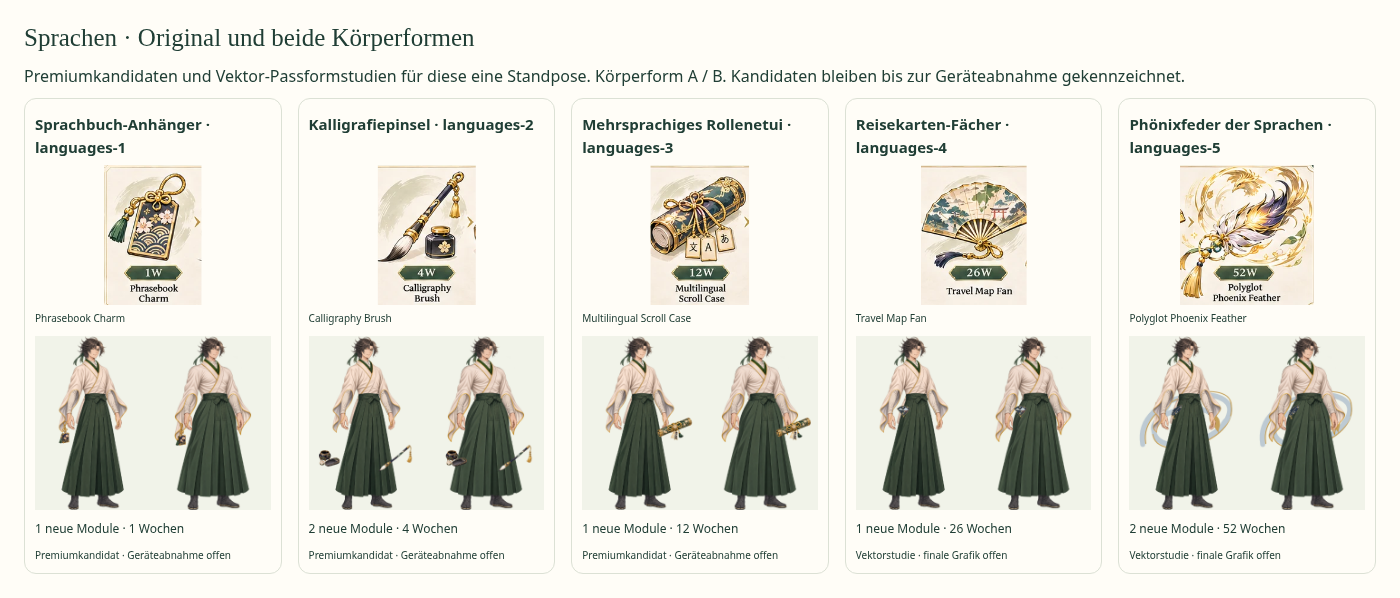 Sprachen · Original und beide Körperformen
Premiumkandidaten und Vektor-Passformstudien für diese eine Standpose. Körperform A / B. Kandidaten bleiben bis zur Geräteabnahme gekennzeichnet.
Sprachbuch-Anhänger ·
languages-1
1W
Phrasebook
Charm
Phrasebook Charm
1 neue Module · 1 Wochen
Premiumkandidat · Geräteabnahme offen
Kalligrafiepinsel · languages-2
4W
Calligraphy
Brush
Calligraphy Brush
2 neue Module · 4 Wochen
Premiumkandidat · Geräteabnahme offen
Mehrsprachiges Rollenetui ·
languages-3
文 A あ
12W
Multilingual
Scroll Case
Multilingual Scroll Case
1 neue Module · 12 Wochen
Premiumkandidat · Geräteabnahme offen
Reisekarten-Fächer ·
languages-4
26W
Travel Map Fan
Travel Map Fan
1 neue Module · 26 Wochen
Vektorstudie · finale Grafik offen
Phönixfeder der Sprachen ·
languages-5
52W
Polyglot
Phoenix Feather
Polyglot Phoenix Feather
2 neue Module · 52 Wochen
Vektorstudie · finale Grafik offen